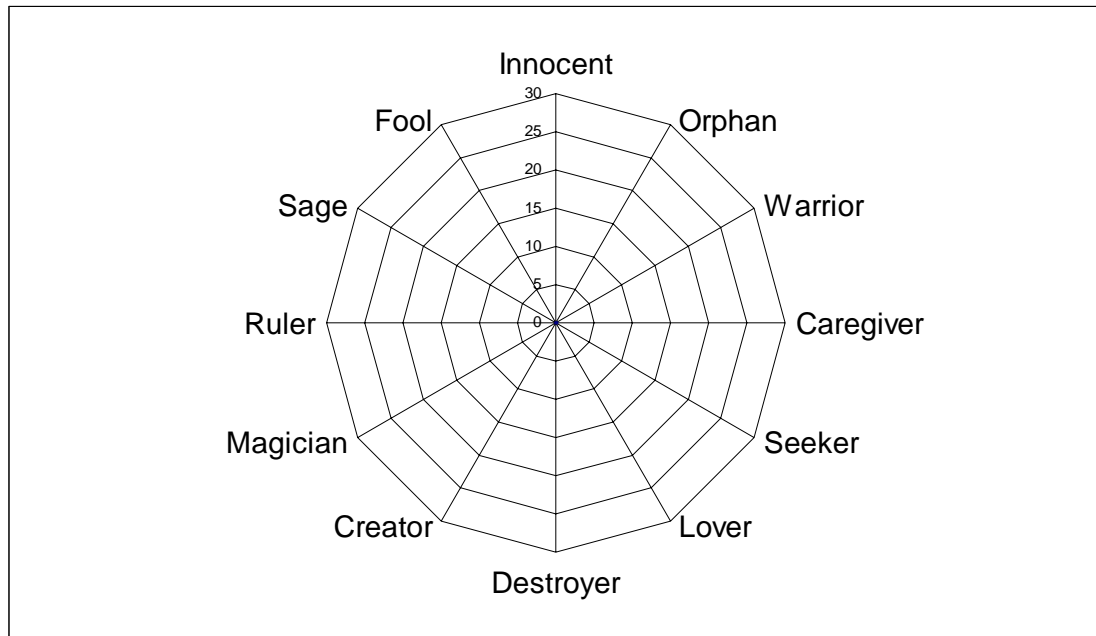 Innocent
30
Fool
Orphan
25
20
Sage
Warrior
15
10
5
Ruler
0
Caregiver
Magician
Seeker
Creator
Lover
Destroyer